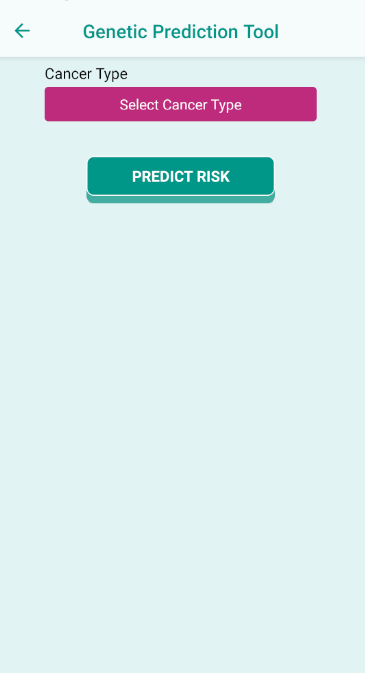 Genetic Prediction Tool
Cancer Type
Select Cancer Type
PREDICT RISK